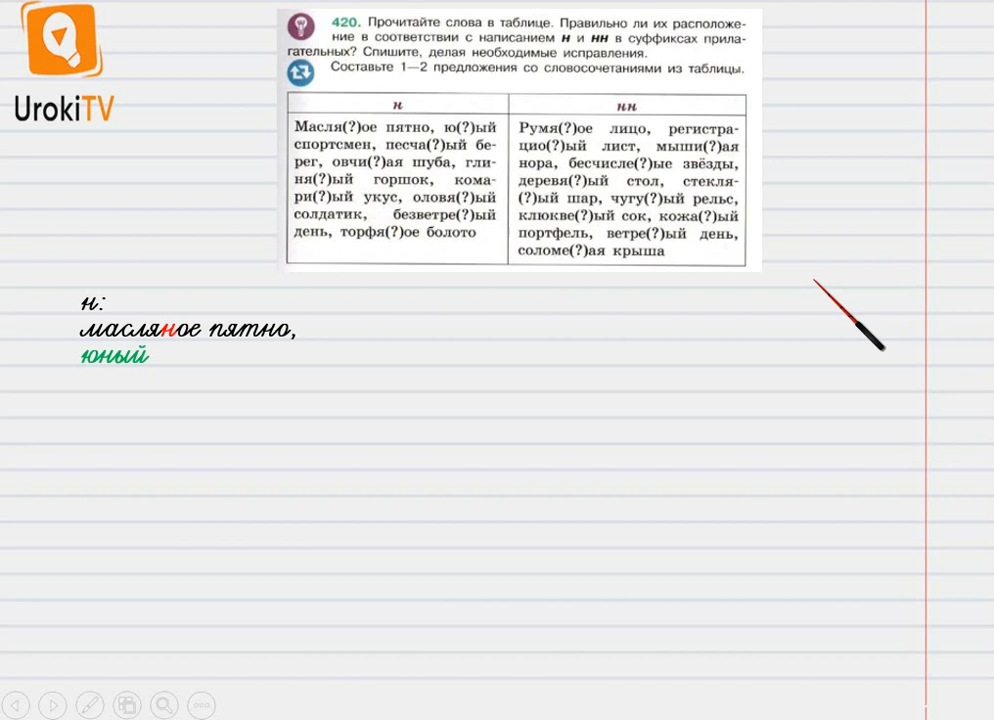 UrokiTV
420. Прочитайте слова в таблице. Правильно ли их расположе-
ние в соответствии с написанием н и нн в суффиксах прила-
гательных? Спишите, делая необходимые исправления.
Составьте 1—2 предложения со словосочетаниями из таблицы.
н
Масля(?)ое пятно, ю(?)ый
спортсмен, песча(?)ый бе-
рег, овчи(?)ая шуба, гли-
ня(?)ый горшок, кома-
ри(?)ый укус, оловя(?)ый
солдатик, безветре(?)ый
день, торфя(?)ое болото
нн
Румя(?)ое лицо, регистра-
цио(?)ый лист, мыши(?)ая
нора, бесчисле(?)ые звёзды,
деревя(?)ый стол, стекля-
(?)ый шар, чугу(?)ый рельс,
клюкве(?)ый сок, кожа(?)ый
портфель, ветре(?)ый день,
соломе(?)ая крыша
н:
масляное пятно,
юный